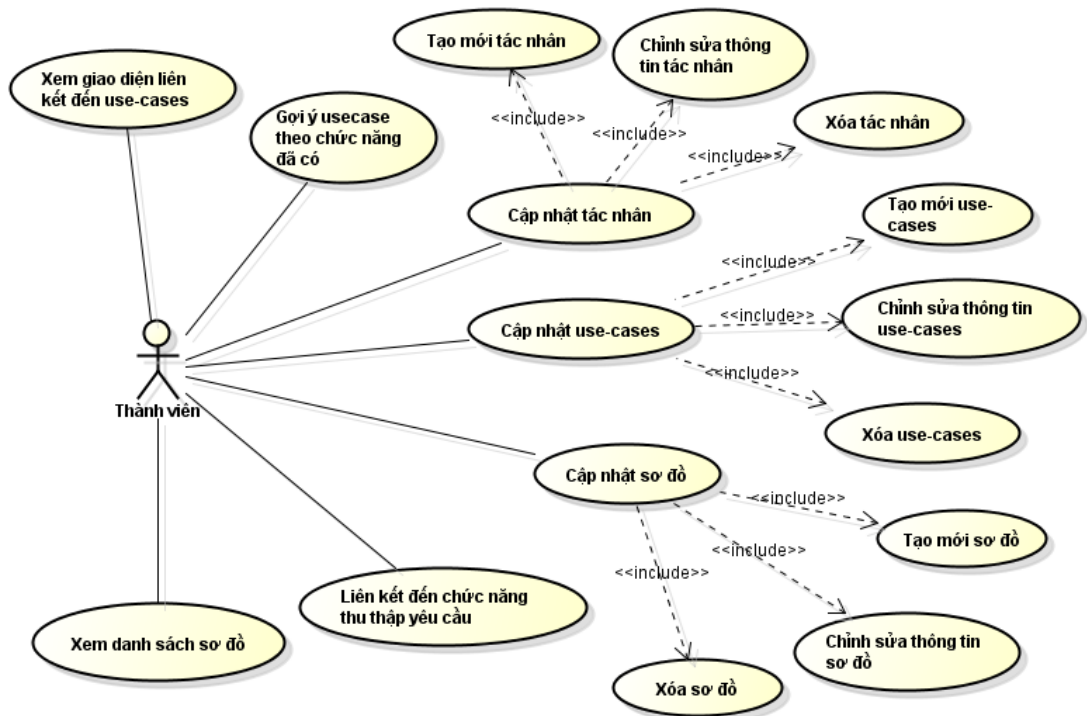 Tạo mới tác nhân
Chỉnh sửa thông
tin tác nhân
Xem giao diện liên
kết đến use-cases
Gợi ý usecase
theo chức năng
đã có
<<include>>
<<include>>
<<include>>
Xóa tác nhân
Cập nhật tác nhân
Tạo mới use-
cases
<<include>>
Cập nhật use-cases
<<include>>
Chỉnh sửa thông tin
use-cases
<<include>>
Thành viên
Xóa use-cases
Cập nhật sơ đồ
<<include>>
Tạo mới sơ đồ
<<include>>
<<include>>
Liên kết đến chức năng
thu thập yêu cầu
Xem danh sách sơ đồ
Chỉnh sửa thông tin
sơ đồ
Xóa sơ đồ